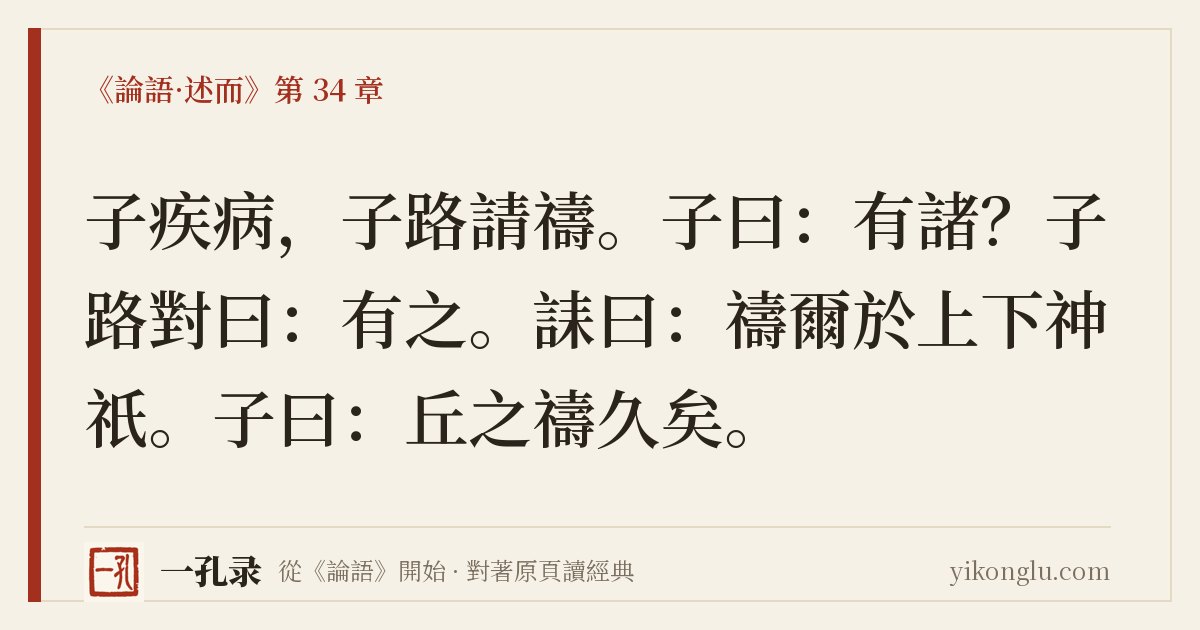 《論語·述而》第 34 章
子疾病，子路請禱。子曰：有諸？子
路對曰：有之。誄曰：禱爾於上下神
祇。子曰：丘之禱久矣。
一孔
一孔录 從《論語》開始 · 對著原頁讀經典 yikonglu.com